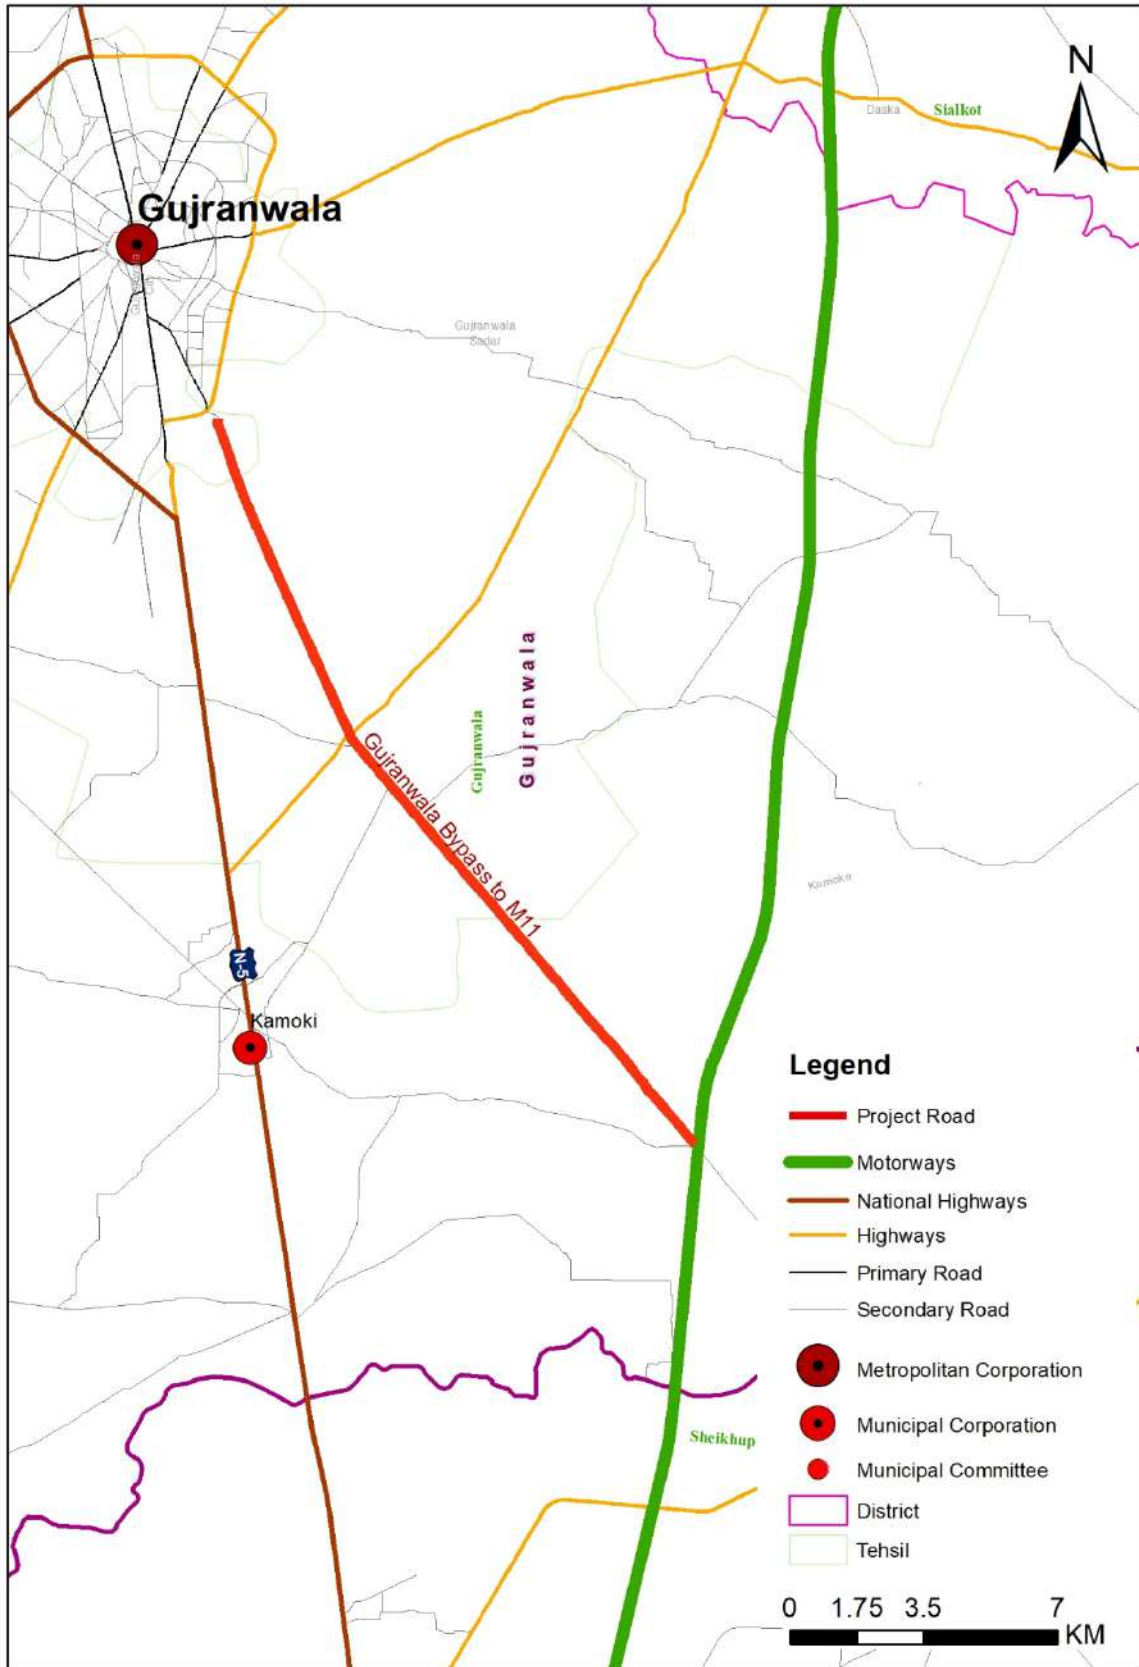 N
Daska
Sialkot
Gujranwala
Gujranwala
Sadar
Gujranwala
Gujranwala
Gujranwala Bypass to M11
Kamoke
N-5
Kamoki
Legend
Project Road
Motorways
National Highways
Highways
Primary Road
Secondary Road
Metropolitan Corporation
Municipal Corporation
Municipal Committee
District
Tehsil
Sheikhup
0 1.75 3.5 7
KM